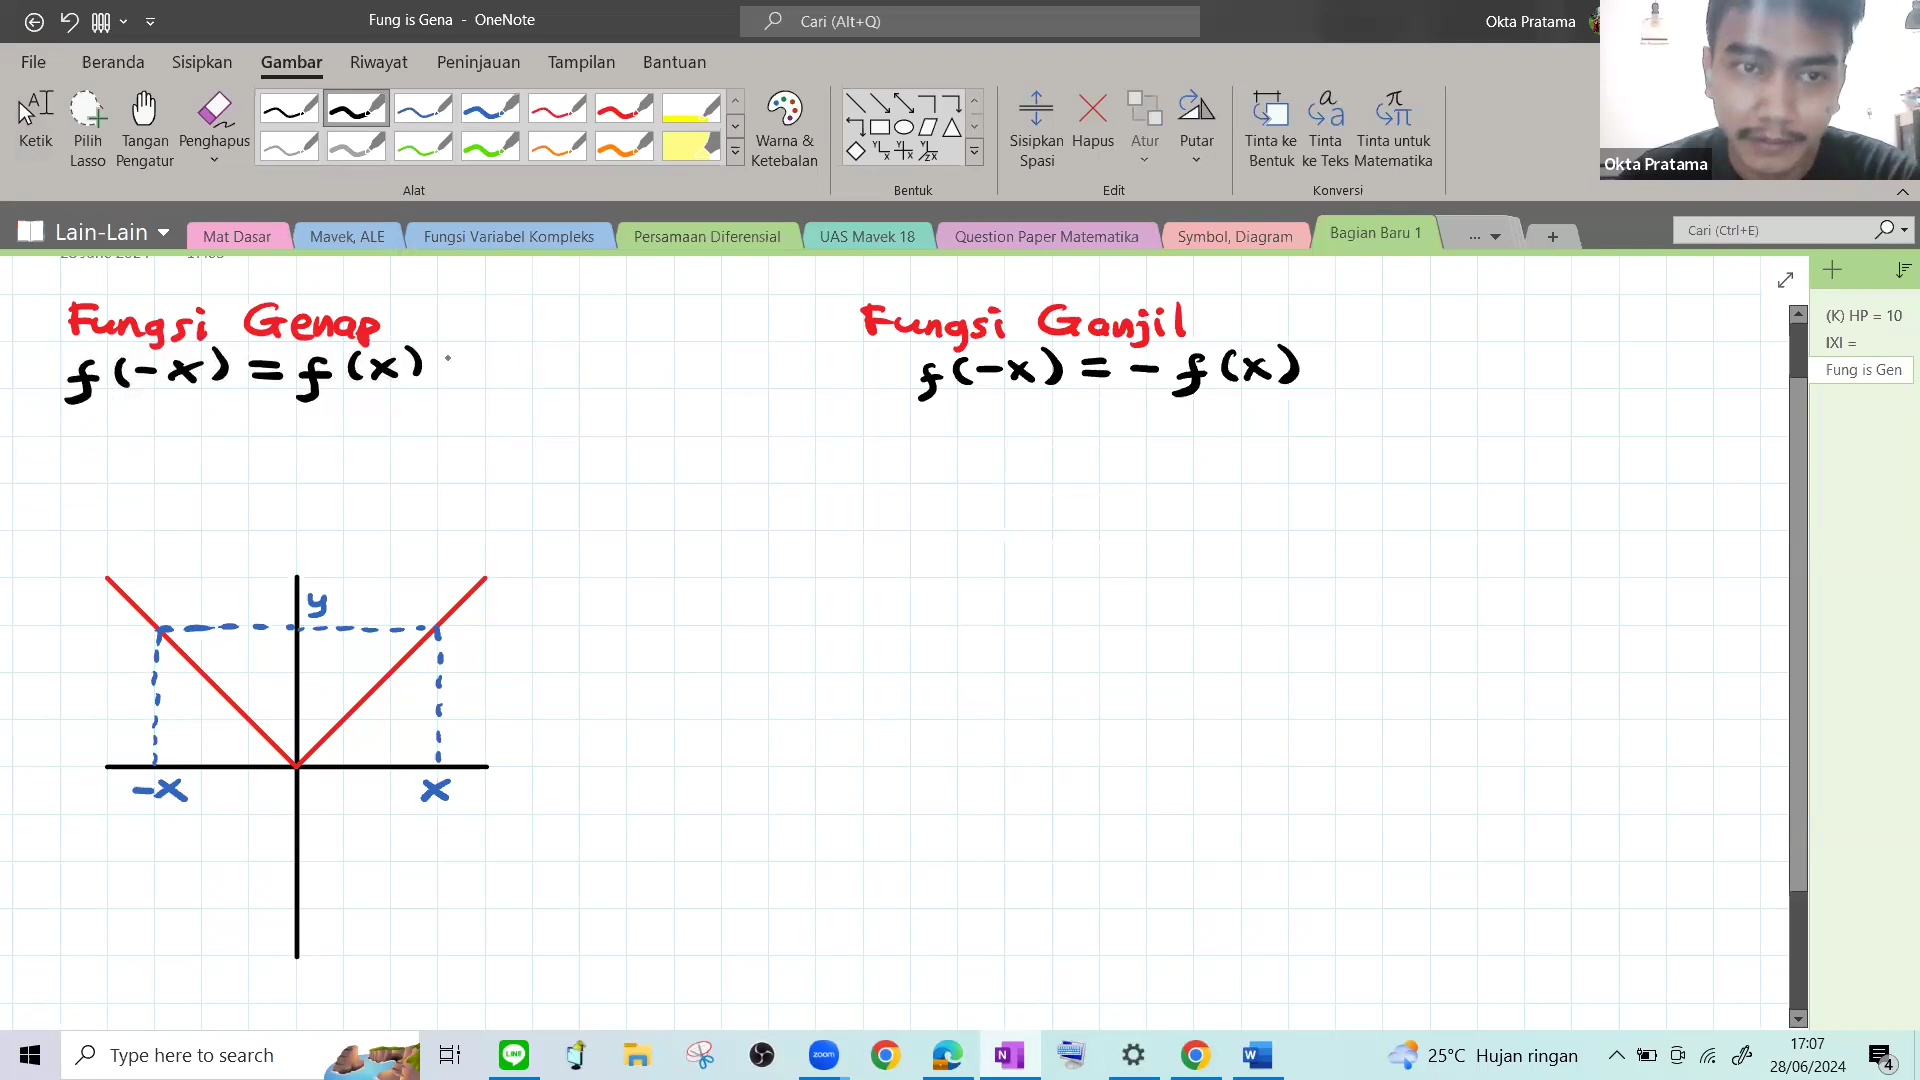 Fung is Gena - OneNote
Cari (Alt+Q)
Okta Pratama
File Beranda Sisipkan Gambar Riwayat Peninjauan Tampilan Bantuan
Ketik
Pilih Lasso
Tangan Pengatur
Penghapus
Warna & Ketebalan
Sisipkan Spasi
Hapus
Atur
Putar
Tinta ke Bentuk
Tinta ke Teks
Tinta untuk Matematika
Alat
Bentuk
Edit
Konversi
Okta Pratama
Lain-Lain
Mat Dasar
Mavek, ALE
Fungsi Variabel Kompleks
Persamaan Diferensial
UAS Mavek 18
Question Paper Matematika
Symbol, Diagram
Bagian Baru 1
...
Cari (Ctrl+E)
(K) HP = 10
IXI =
Fung is Gen
Fungsi Genap
f(-x) = f(x)
Fungsi Ganjil
f(-x) = - f(x)
y
-x
x
Type here to search
LINE
zoom
25°C Hujan ringan
17:07
28/06/2024
4